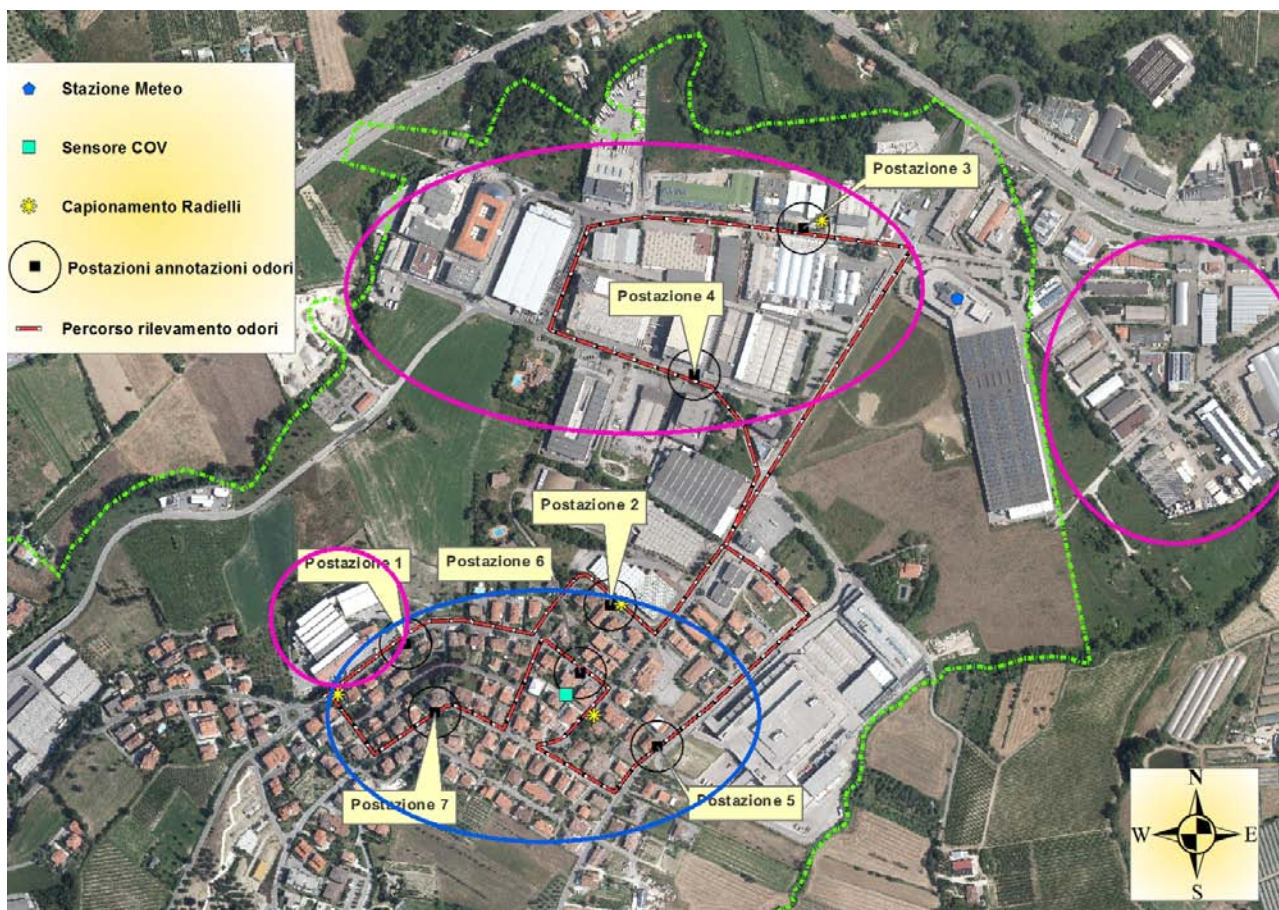 Stazione Meteo
Sensore COV
Capionamento Radielli
Postazioni annotazioni odori
Percorso rilevamento odori
Postazione 3
Postazione 4
Postazione 2
Postazione 1
Postazione 6
Postazione 7
Postazione 5
N
W
E
S